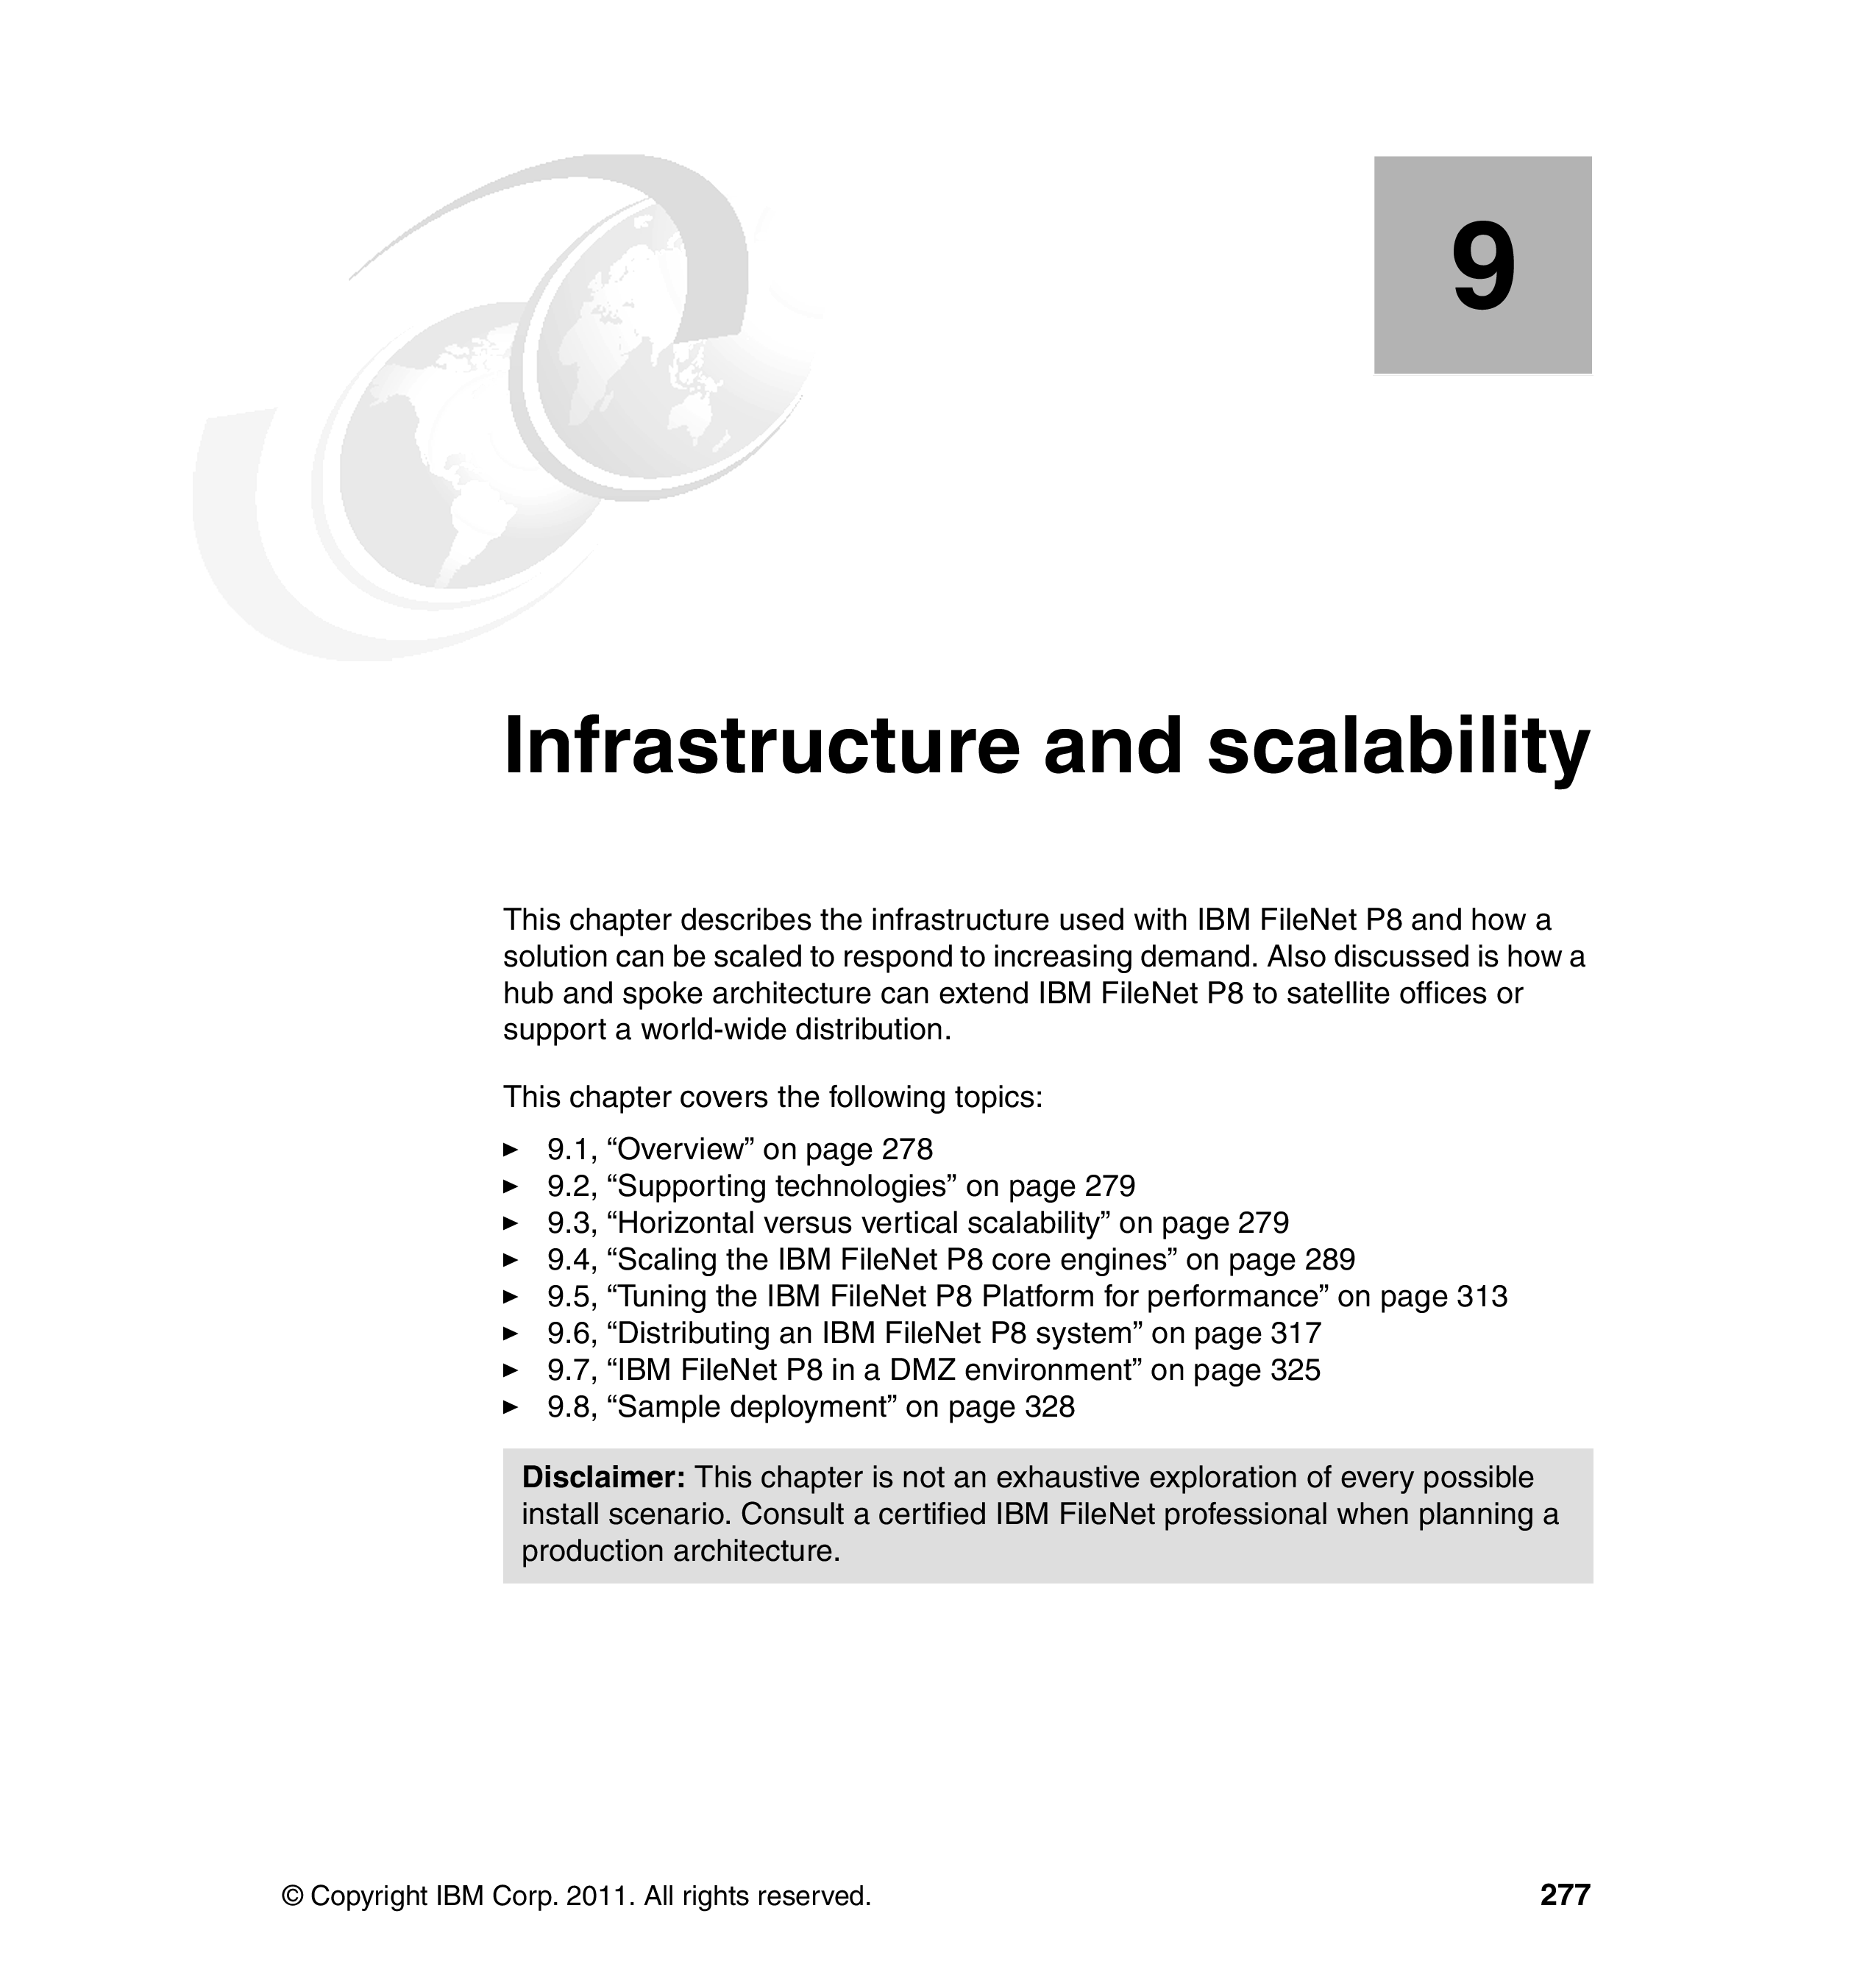 9
Infrastructure and scalability
This chapter describes the infrastructure used with IBM FileNet P8 and how a
solution can be scaled to respond to increasing demand. Also discussed is how a
hub and spoke architecture can extend IBM FileNet P8 to satellite offices or
support a world-wide distribution.
This chapter covers the following topics:
► 9.1, “Overview” on page 278
► 9.2, “Supporting technologies” on page 279
► 9.3, “Horizontal versus vertical scalability” on page 279
► 9.4, “Scaling the IBM FileNet P8 core engines” on page 289
► 9.5, “Tuning the IBM FileNet P8 Platform for performance” on page 313
► 9.6, “Distributing an IBM FileNet P8 system” on page 317
► 9.7, “IBM FileNet P8 in a DMZ environment” on page 325
► 9.8, “Sample deployment” on page 328
Disclaimer: This chapter is not an exhaustive exploration of every possible
install scenario. Consult a certified IBM FileNet professional when planning a
production architecture.
© Copyright IBM Corp. 2011. All rights reserved.
277